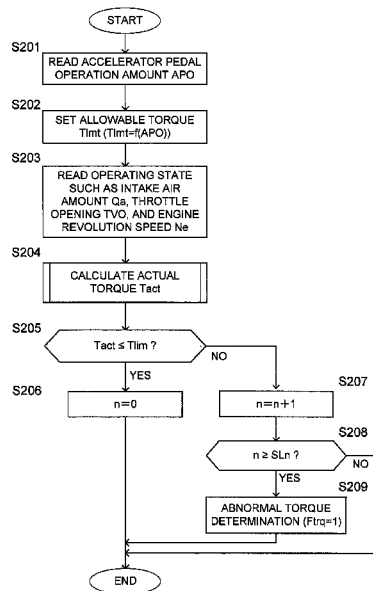 START
S201
READ ACCELERATOR PEDAL
OPERATION AMOUNT APO
S202
SET ALLOWABLE TORQUE
Tlmt (Tlmt=f(APO))
S203
READ OPERATING STATE
SUCH AS INTAKE AIR
AMOUNT Qa, THROTTLE
OPENING TVO, AND ENGINE
REVOLUTION SPEED Ne
S204
CALCULATE ACTUAL
TORQUE Tact
S205
Tact ≤ Tlim ?
NO
YES
S206
n=0
S207
n=n+1
S208
n ≥ SLn ?
NO
YES
S209
ABNORMAL TORQUE
DETERMINATION (Ftrq=1)
END